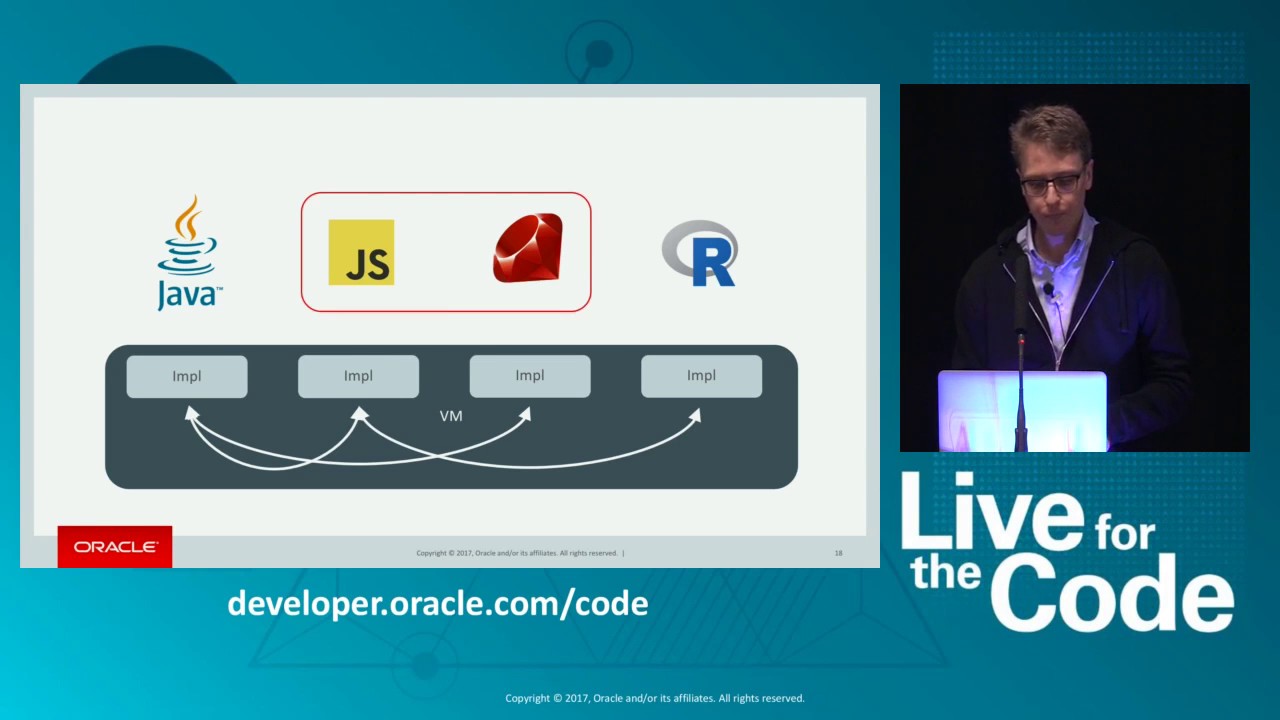 Java™
JS
R
Impl
Impl
Impl
Impl
VM
ORACLE®
Copyright © 2017, Oracle and/or its affiliates. All rights reserved. |
18
Live for
the Code
developer.oracle.com/code
Copyright © 2017, Oracle and/or its affiliates. All rights reserved.